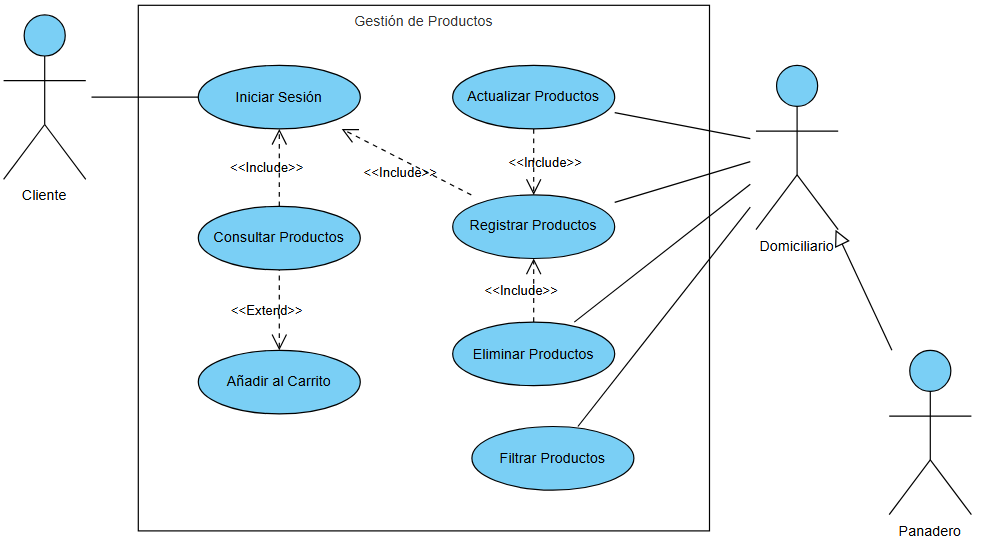 Gestión de Productos
Iniciar Sesión
Actualizar Productos
<<Include>>
<<Include>>
<<Include>>
Cliente
Consultar Productos
Registrar Productos
Domiciliario
<<Include>>
<<Extend>>
Eliminar Productos
Añadir al Carrito
Filtrar Productos
Panadero